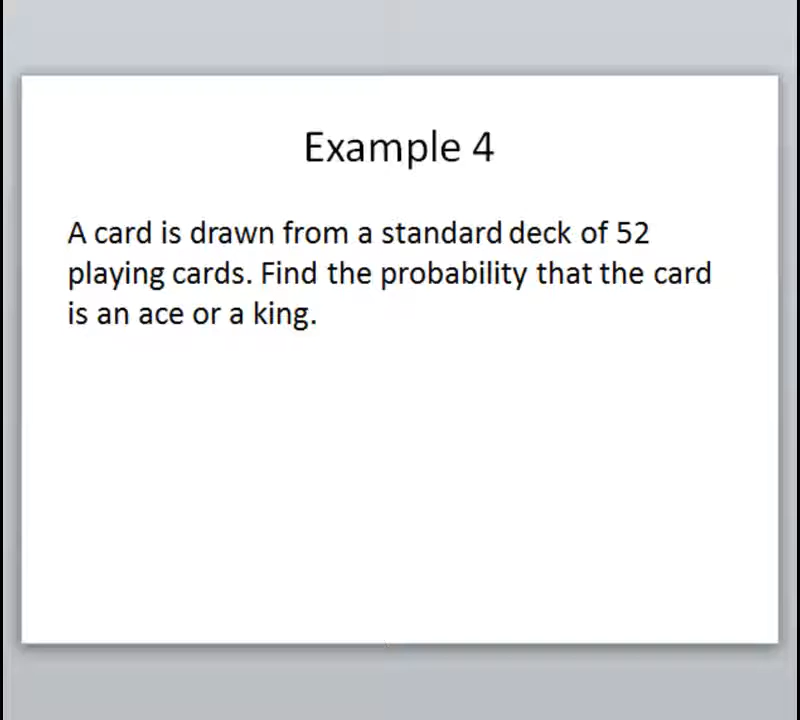 Example 4
A card is drawn from a standard deck of 52
playing cards. Find the probability that the card
is an ace or a king.